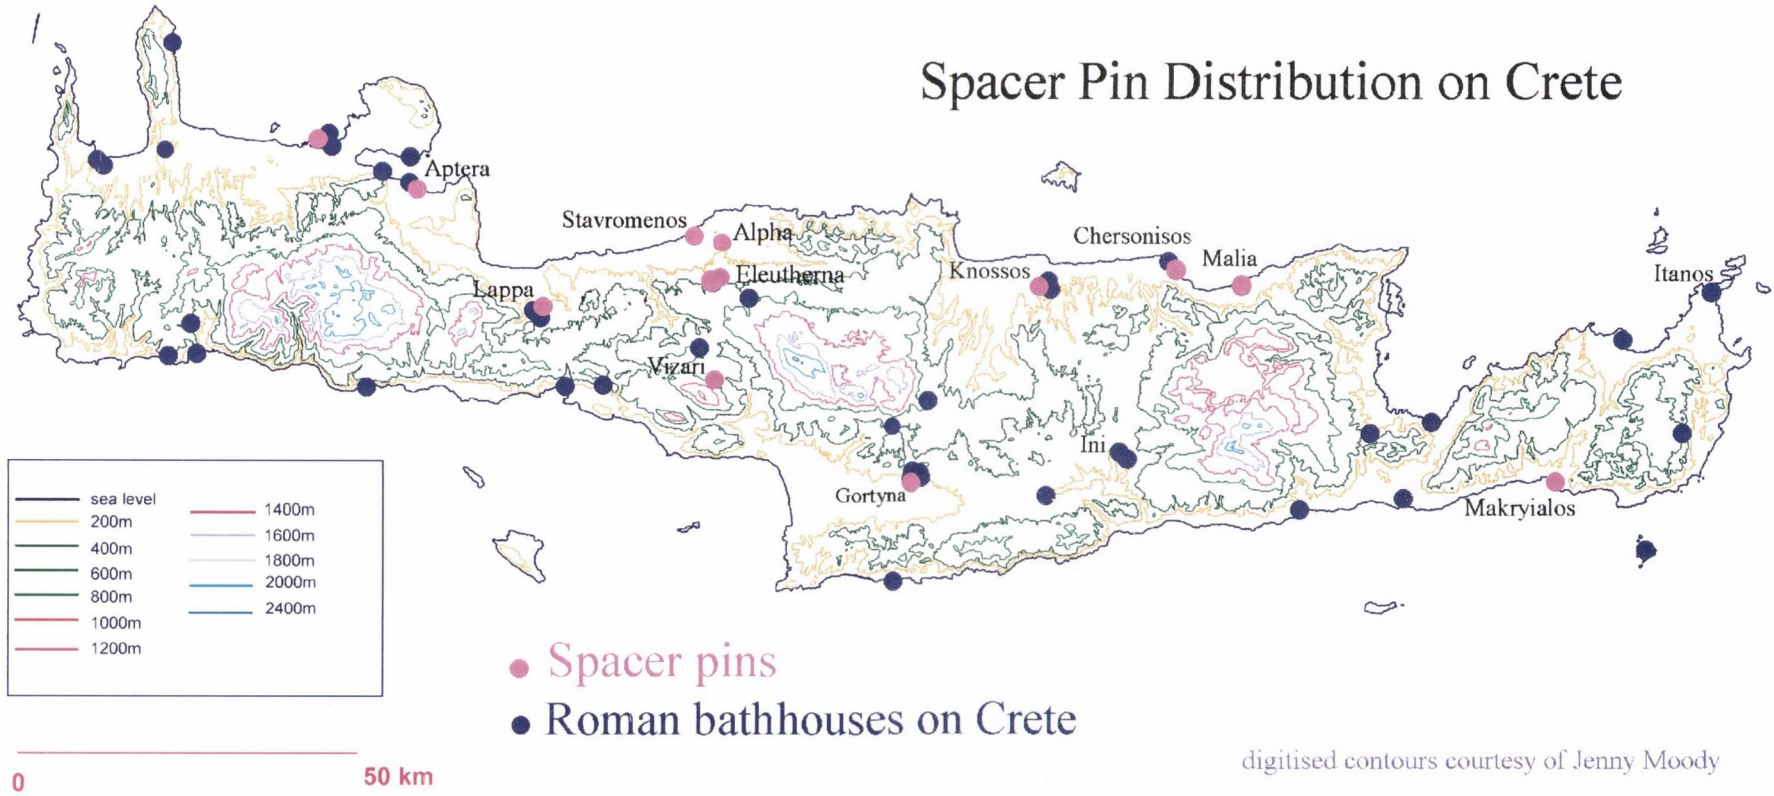 Spacer Pin Distribution on Crete
Aptera
Stavromenos
Alpha
Chersonisos
Malia
Knossos
Itanos
Eleutherna
Lappa
Vizari
Ini
Gortyna
Makryialos
sea level
200m
400m
600m
800m
1000m
1200m
1400m
1600m
1800m
2000m
2400m
Spacer pins
Roman bathhouses on Crete
0
50 km
digitised contours courtesy of Jenny Moody